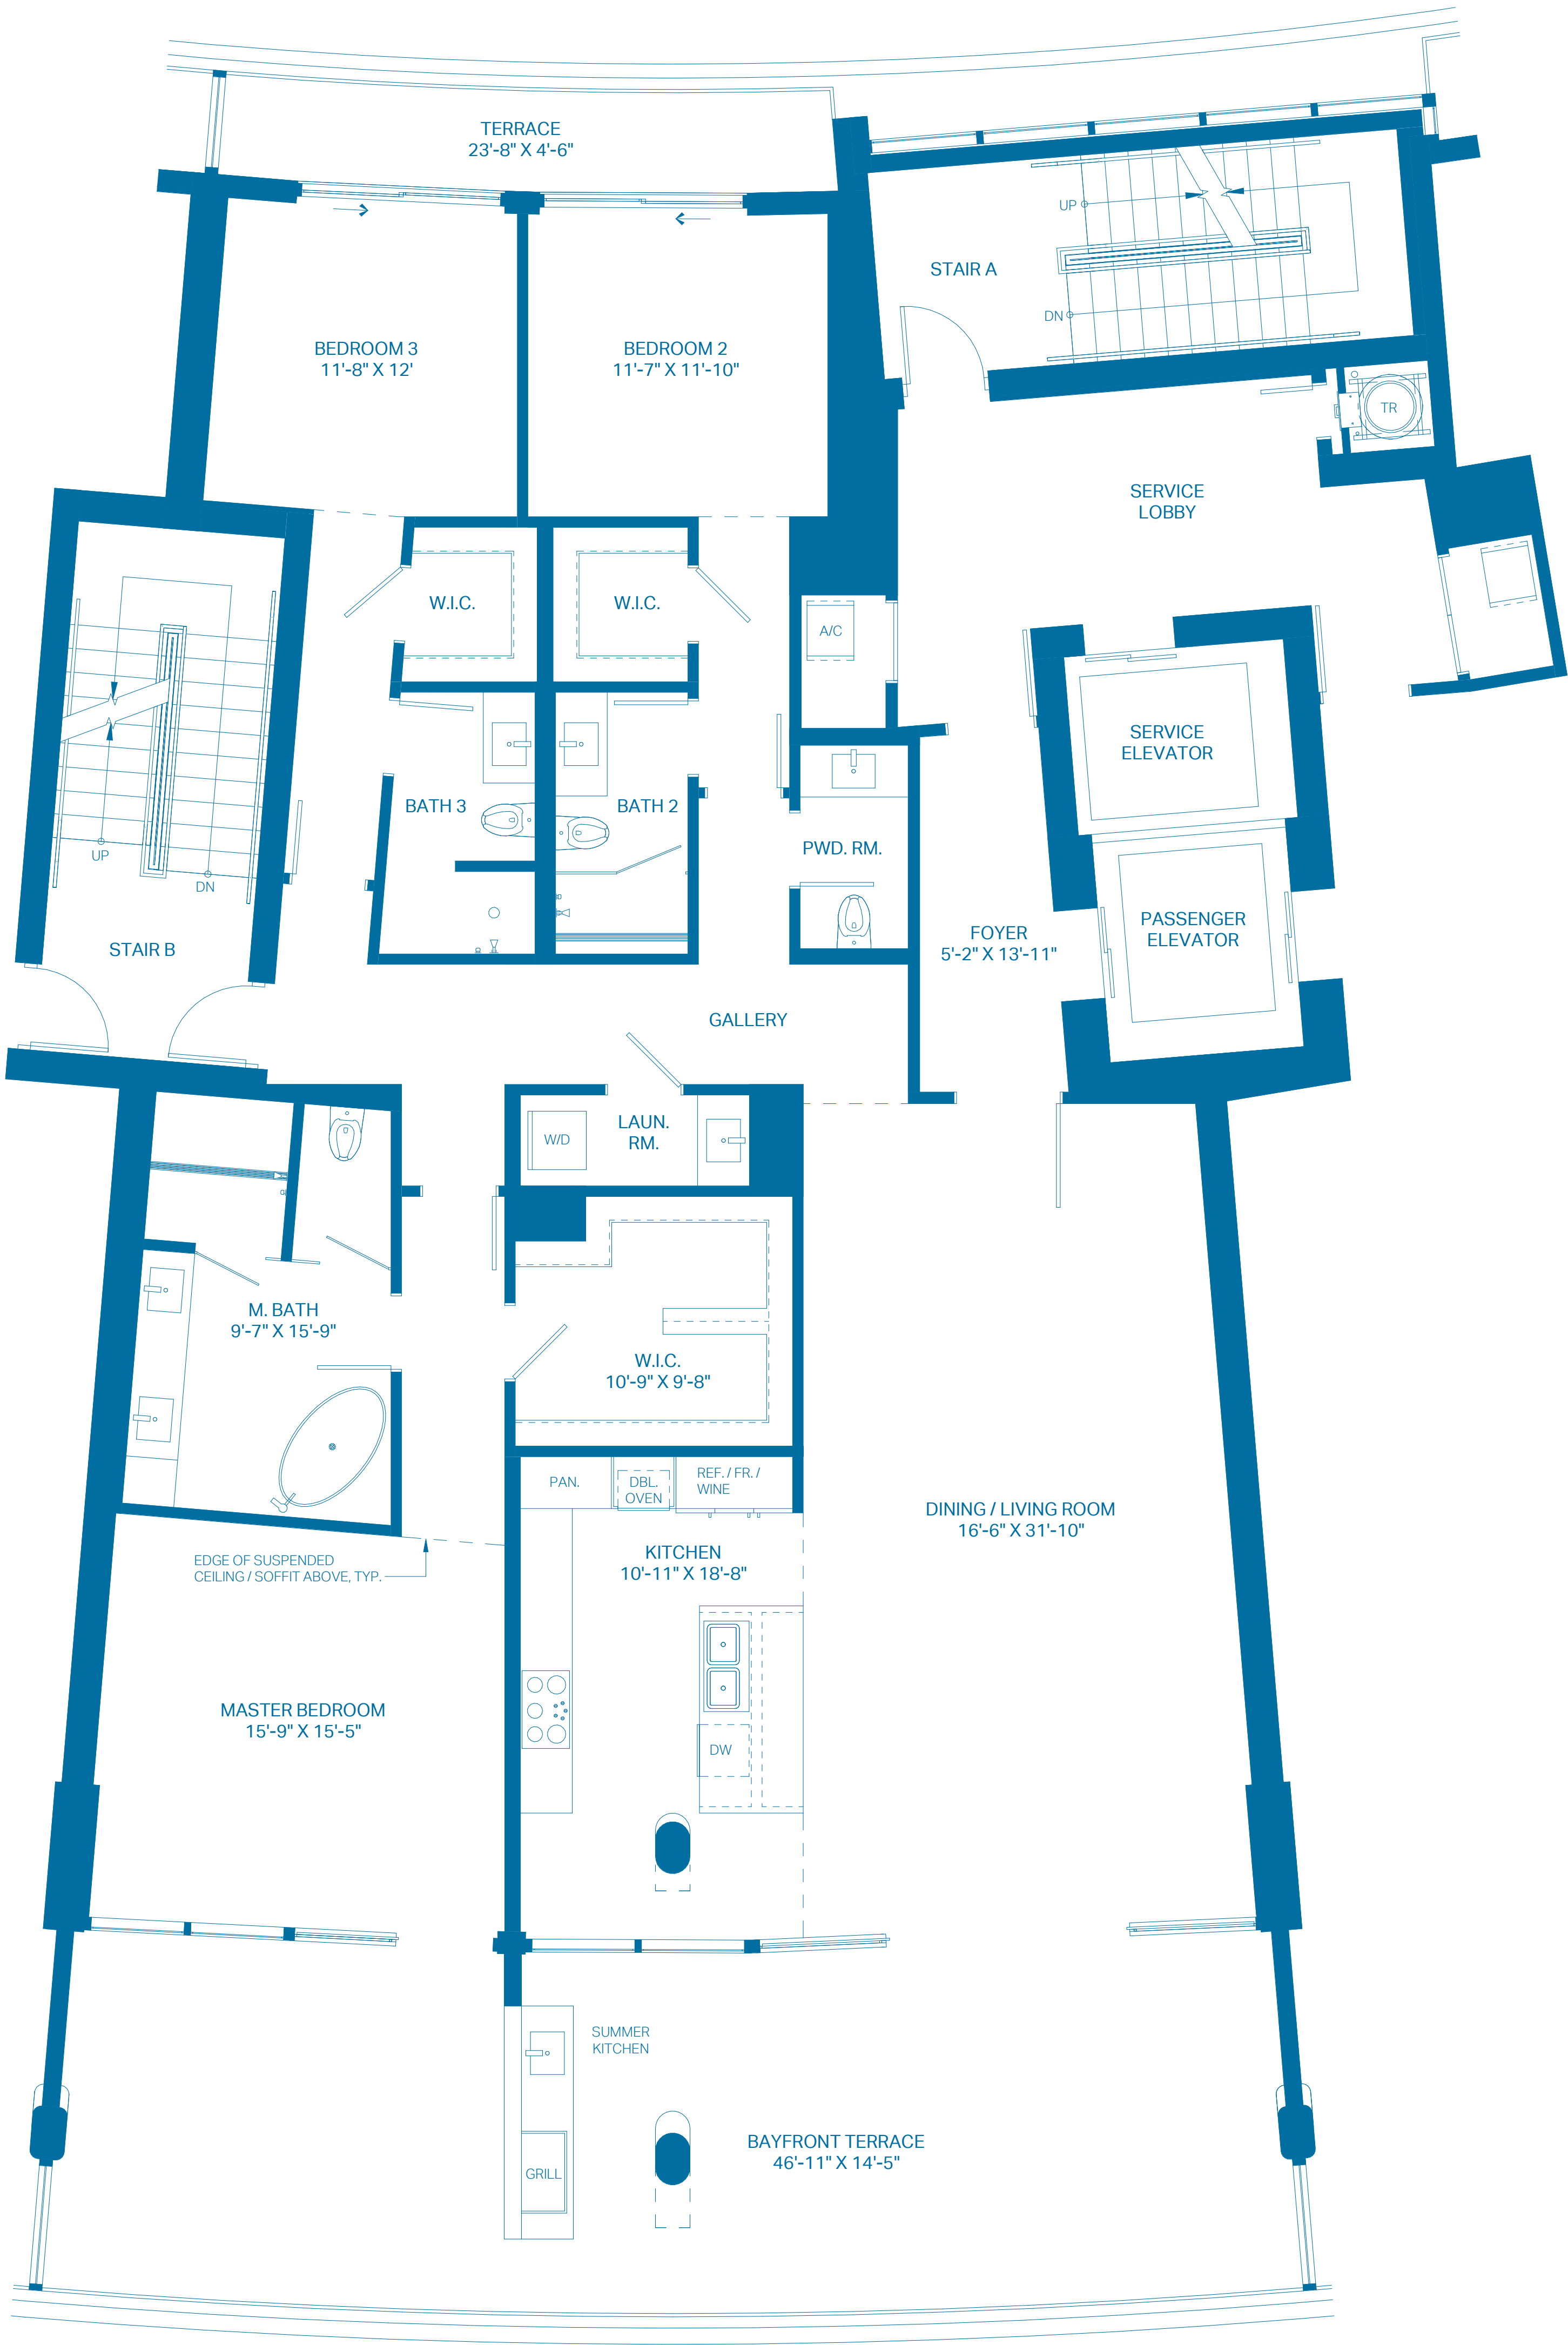 TERRACE
23'-8" X 4'-6"
UP
STAIR A
DN
BEDROOM 3
11'-8" X 12'
BEDROOM 2
11'-7" X 11'-10"
TR
SERVICE
LOBBY
W.I.C.
W.I.C.
A/C
SERVICE
ELEVATOR
BATH 3
BATH 2
PWD. RM.
UP
DN
STAIR B
FOYER
5'-2" X 13'-11"
PASSENGER
ELEVATOR
GALLERY
W/D
LAUN.
RM.
M. BATH
9'-7" X 15'-9"
W.I.C.
10'-9" X 9'-8"
PAN.
DBL.
OVEN
REF. / FR. /
WINE
DINING / LIVING ROOM
16'-6" X 31'-10"
KITCHEN
10'-11" X 18'-8"
EDGE OF SUSPENDED
CEILING / SOFFIT ABOVE, TYP.
MASTER BEDROOM
15'-9" X 15'-5"
DW
SUMMER
KITCHEN
BAYFRONT TERRACE
46'-11" X 14'-5"
GRILL